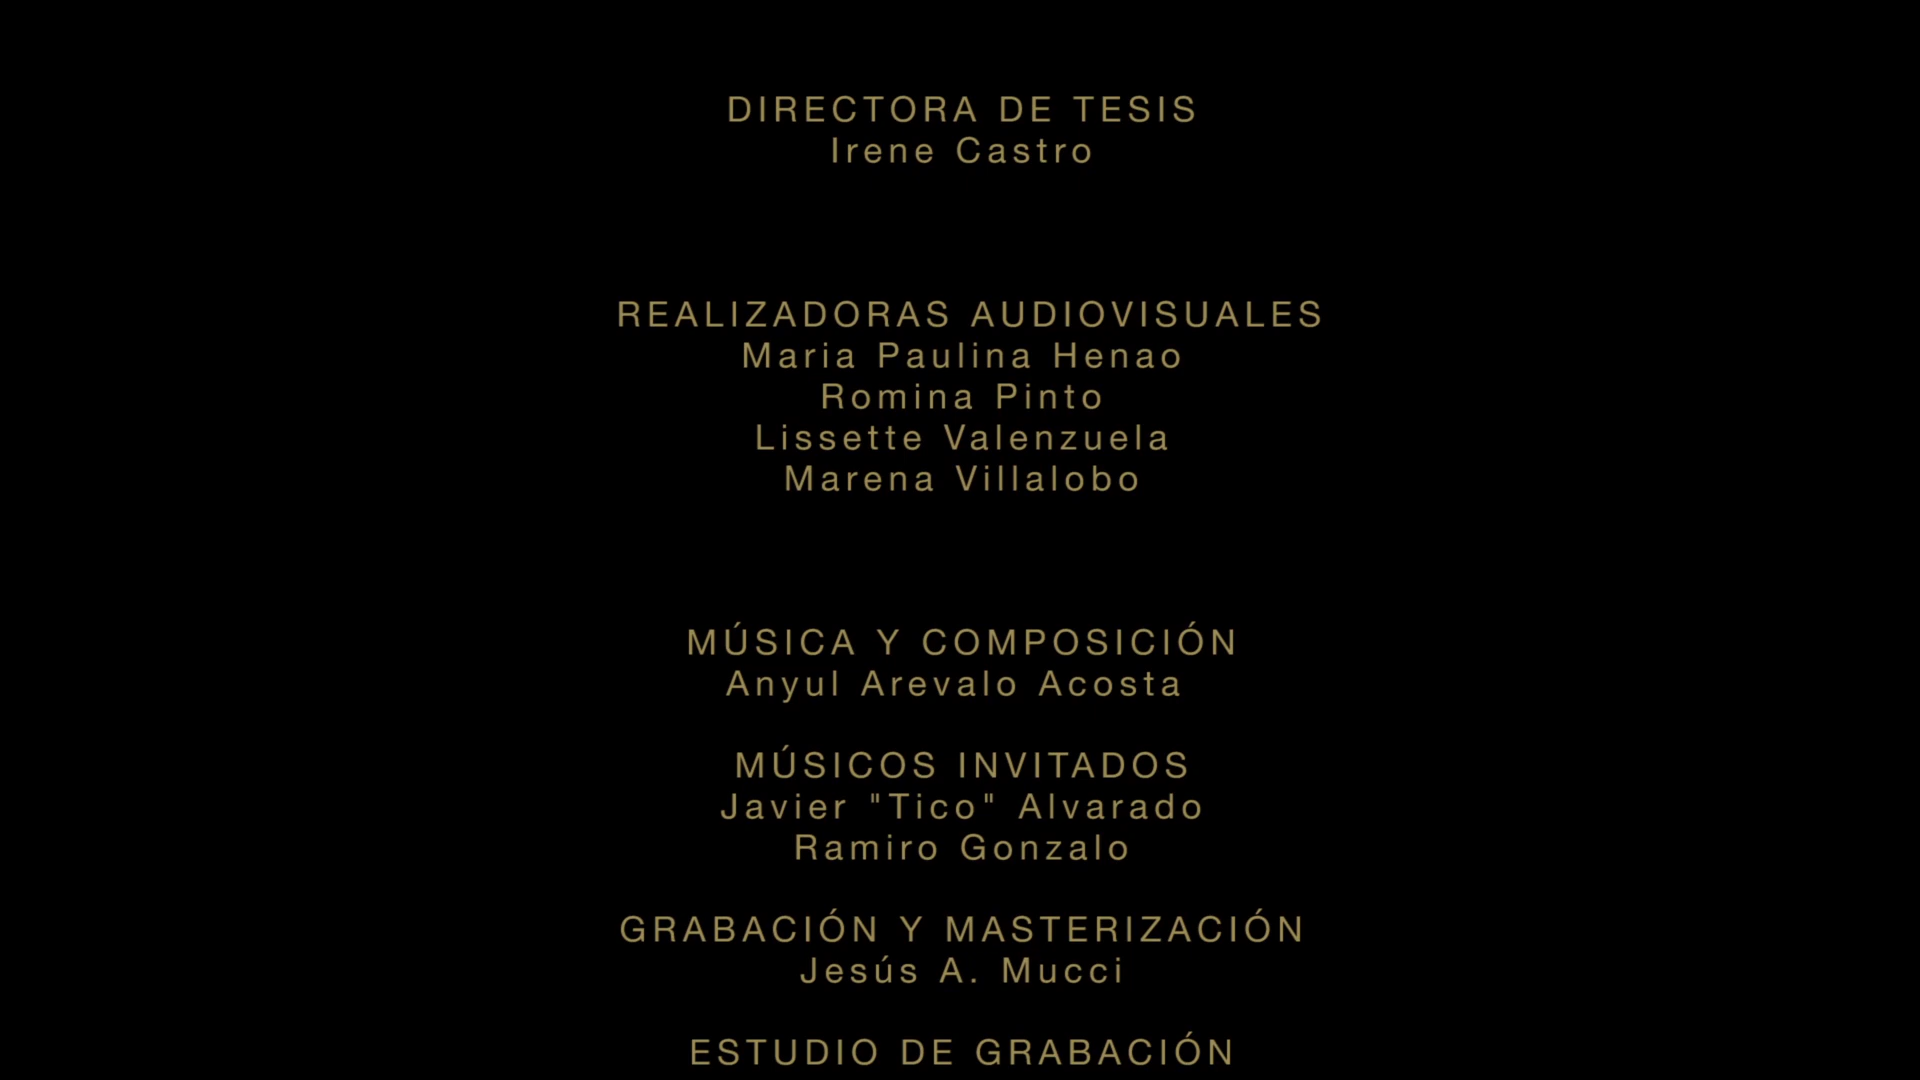 DIRECTORA DE TESIS
Irene Castro
REALIZADORAS AUDIOVISUALES
Maria Paulina Henao
Romina Pinto
Lissette Valenzuela
Marena Villalobo
MÚSICA Y COMPOSICIÓN
Anyul Arevalo Acosta
MÚSICOS INVITADOS
Javier "Tico" Alvarado
Ramiro Gonzalo
GRABACIÓN Y MASTERIZACIÓN
Jesús A. Mucci
ESTUDIO DE GRABACIÓN